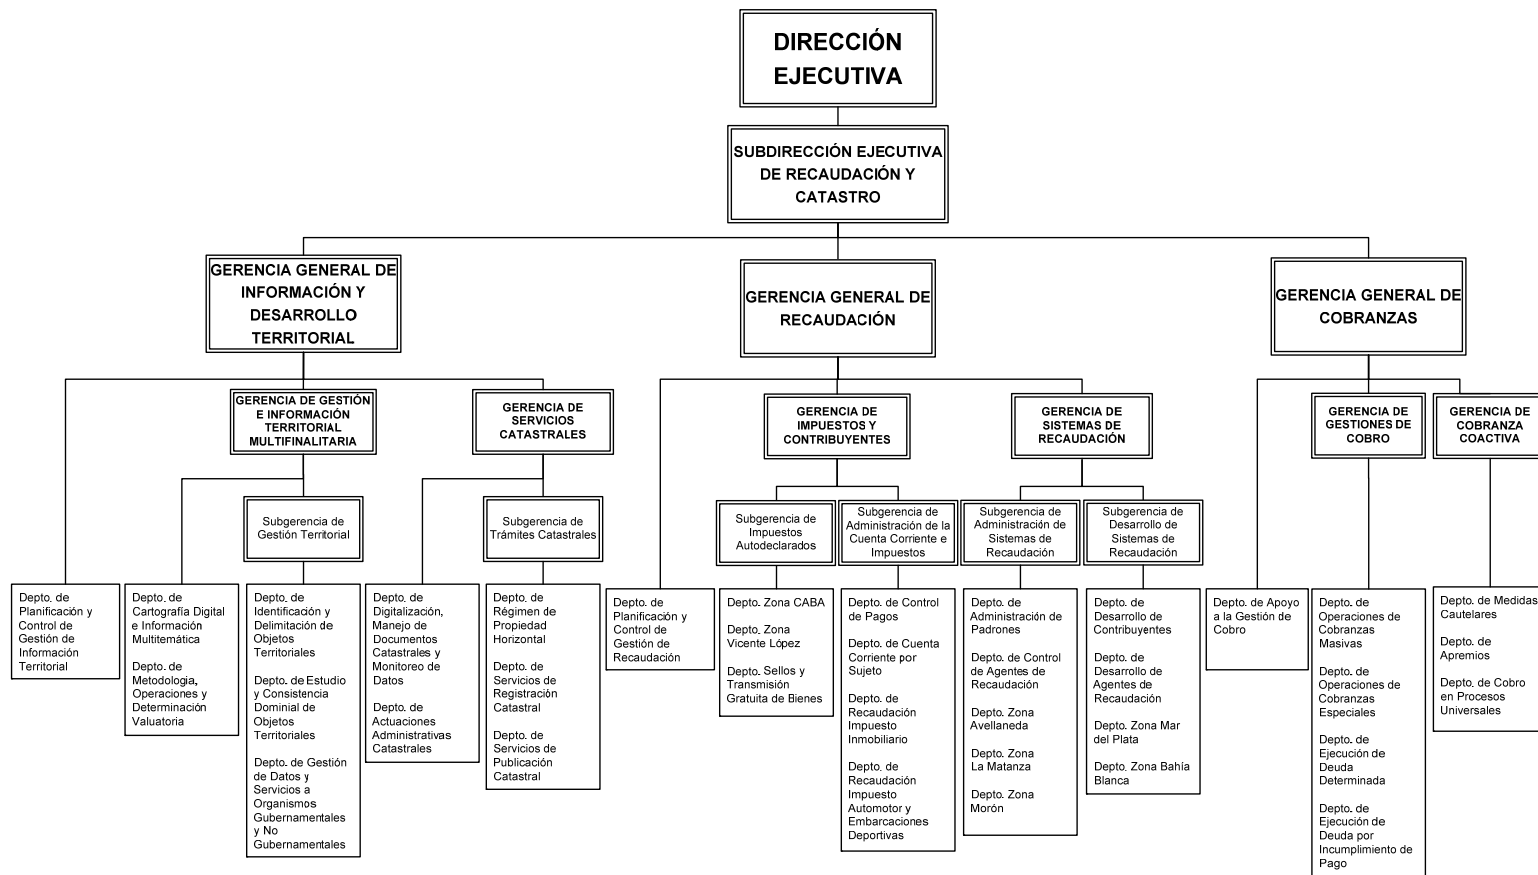 DIRECCIÓN
EJECUTIVA
SUBDIRECCIÓN EJECUTIVA
DE RECAUDACIÓN Y
CATASTRO
GERENCIA GENERAL DE
INFORMACIÓN Y
DESARROLLO
TERRITORIAL
GERENCIA GENERAL DE
RECAUDACIÓN
GERENCIA GENERAL DE
COBRANZAS
GERENCIA DE GESTIÓN
E INFORMACIÓN
TERRITORIAL
MULTIFINALITARIA
GERENCIA DE
SERVICIOS
CATASTRALES
GERENCIA DE
IMPUESTOS Y
CONTRIBUYENTES
GERENCIA DE
SISTEMAS DE
RECAUDACIÓN
GERENCIA DE
GESTIONES DE
COBRO
GERENCIA DE
COBRANZA
COACTIVA
Subgerencia de
Gestión Territorial
Subgerencia de
Trámites Catastrales
Subgerencia de
Impuestos
Autodeclarados
Subgerencia de
Administración de la
Cuenta Corriente e
Impuestos
Subgerencia de
Administración de
Sistemas de
Recaudación
Subgerencia de
Desarrollo de
Sistemas de
Recaudación
Depto. de
Planificación y
Control de
Gestión de
Información
Territorial
Depto. de
Cartografía Digital
e Información
Multitemática
Depto. de
Metodología,
Operaciones y
Determinación
Valuatoria
Depto. de
Identificación y
Delimitación de
Objetos
Territoriales
Depto. de Estudio
y Consistencia
Dominial de
Objetos
Territoriales
Depto. de Gestión
de Datos y
Servicios a
Organismos
Gubernamentales
y No
Gubernamentales
Depto. de
Digitalización,
Manejo de
Documentos
Catastrales y
Monitoreo de
Datos
Depto. de
Actuaciones
Administrativas
Catastrales
Depto. de
Régimen de
Propiedad
Horizontal
Depto. de
Servicios de
Registración
Catastral
Depto. de
Servicios de
Publicación
Catastral
Depto. de
Planificación y
Control de
Gestión de
Recaudación
Depto. Zona CABA
Depto. Zona
Vicente López
Depto. Sellos y
Transmisión
Gratuita de Bienes
Depto. de Control
de Pagos
Depto. de Cuenta
Corriente por
Sujeto
Depto. de
Recaudación
Impuesto
Inmobiliario
Depto. de
Recaudación
Impuesto
Automotor y
Embarcaciones
Deportivas
Depto. de
Administración de
Padrones
Depto. de Control
de Agentes de
Recaudación
Depto. Zona
Avellaneda
Depto. Zona
La Matanza
Depto. Zona
Morón
Depto. de
Desarrollo de
Contribuyentes
Depto. de
Desarrollo de
Agentes de
Recaudación
Depto. Zona Mar
del Plata
Depto. Zona Bahía
Blanca
Depto. de Apoyo
a la Gestión de
Cobro
Depto. de
Operaciones de
Cobranzas
Masivas
Depto. de
Operaciones de
Cobranzas
Especiales
Depto. de
Ejecución de
Deuda
Determinada
Depto. de
Ejecución de
Deuda por
Incumplimiento de
Pago
Depto. de Medidas
Cautelares
Depto. de
Apremios
Depto. de Cobro
en Procesos
Universales